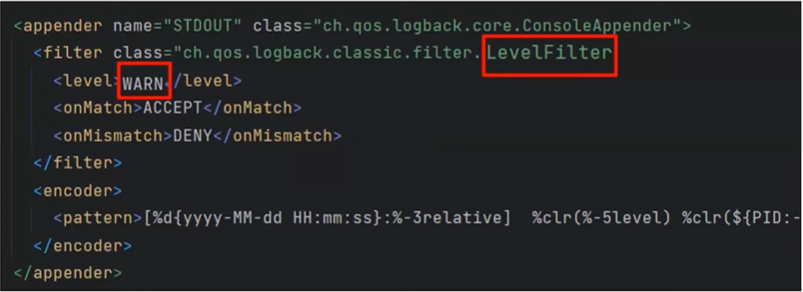 <appender name="STDOUT" class="ch.qos.logback.core.ConsoleAppender">
<filter class="ch.qos.logback.classic.filter.LevelFilter
<level>WARN</level>
<onMatch>ACCEPT</onMatch>
<onMismatch>DENY</onMismatch>
</filter>
<encoder>
<pattern>[%d{yyyy-MM-dd HH:mm:ss}:%-3relative]  %clr(%-5level) %clr(${PID:-
</encoder>
</appender>